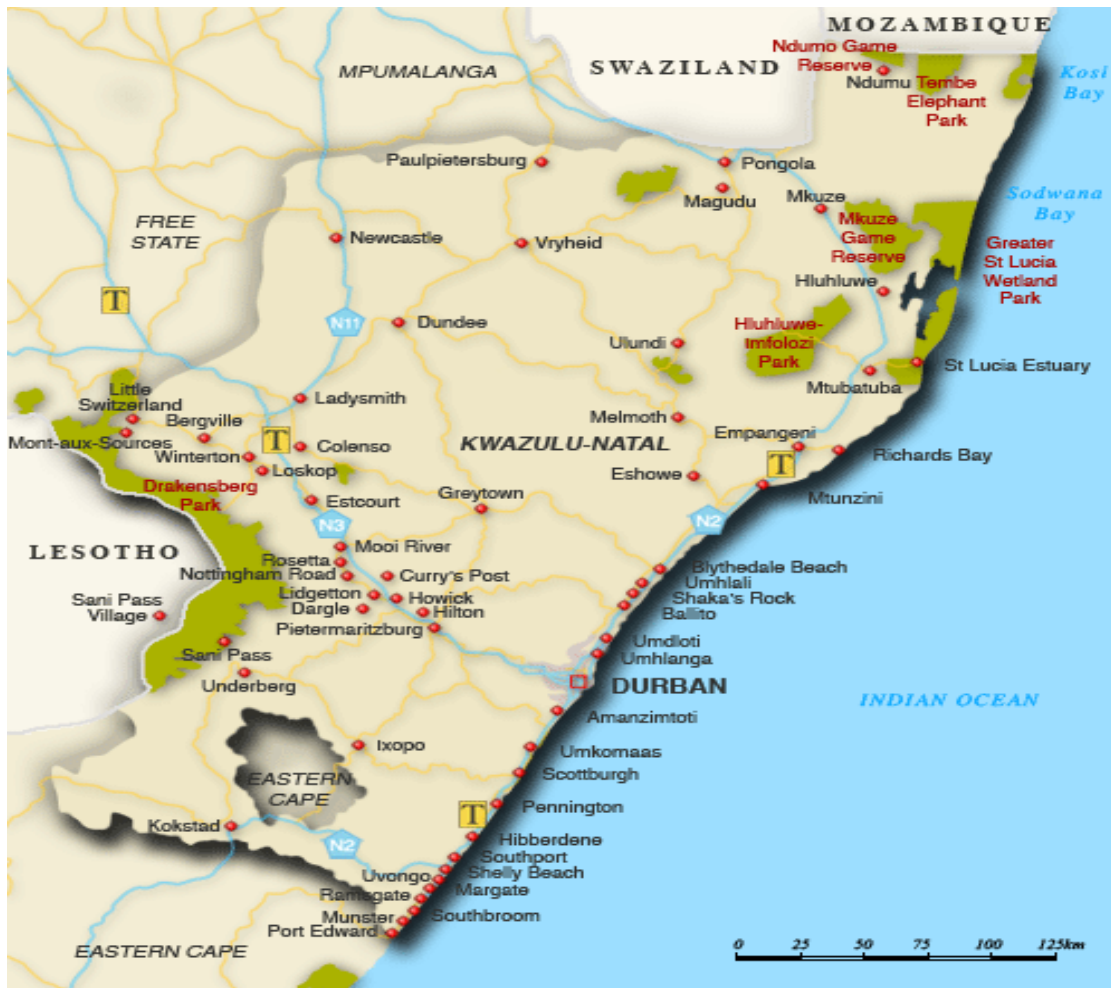 MOZAMBIQUE
Ndumo Game
Reserve
SWAZILAND
MPUMALANGA
Kosi
Bay
Ndumu
Tembe
Elephant
Park
Paulpietersburg
Pongola
Magudu
Mkuze
Sodwana
Bay
FREE
STATE
Newcastle
Vryheid
Mkuze
Game
Reserve
Greater
St Lucia
Wetland
Park
Hluhluwe
T
N11
Dundee
Hluhluwe-
Imfolozi
Park
Ulundi
St Lucia Estuary
Mtubatuba
Little
Switzerland
Ladysmith
Bergville
Melmoth
Mont-aux-Sources
Colenso
KWAZULU-NATAL
Empangeni
T
Winterton
Richards Bay
Loskop
T
Eshowe
Drakensberg
Park
Greytown
Mtunzini
Estcourt
N3
N2
LESOTHO
Mooi River
Rosetta
Blythedale Beach
Nottingham Road
Curry's Post
Umhlali
Sani Pass
Village
Lidgetton
Howick
Shaka's Rock
Dargle
Hilton
Ballito
Pietermaritzburg
Umdloti
Sani Pass
Umhlanga
Underberg
DURBAN
INDIAN OCEAN
Amanzimtoti
Ixopo
Umkomaas
EASTERN
CAPE
Scottburgh
Pennington
T
Kokstad
N2
Hibberdene
Southport
Uvongo
Shelly Beach
Ramsgate
Margate
Munster
Southbroom
Port Edward
EASTERN CAPE
0 25 50 75 100 125km